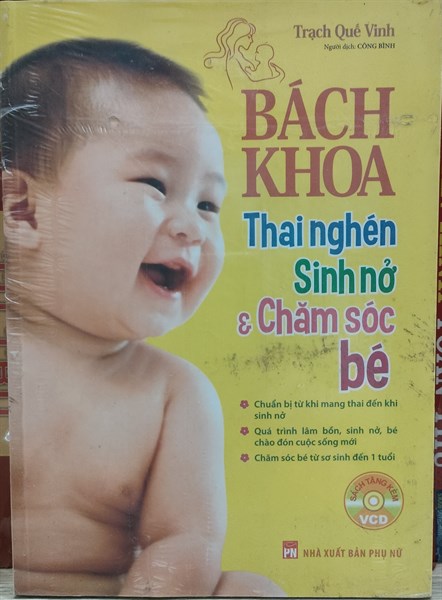 Trạch Quế Vinh
Người dịch: CÔNG BÌNH
BÁCH
KHOA
Thai nghén
Sinh nở
& Chăm sóc
bé
Chuẩn bị từ khi mang thai đến khi
sinh nở
Quá trình lâm bồn, sinh nở, bé
chào đón cuộc sống mới
Chăm sóc bé từ sơ sinh đến 1 tuổi
SÁCH TẶNG KÈM
VCD
PN NHÀ XUẤT BẢN PHỤ NỮ